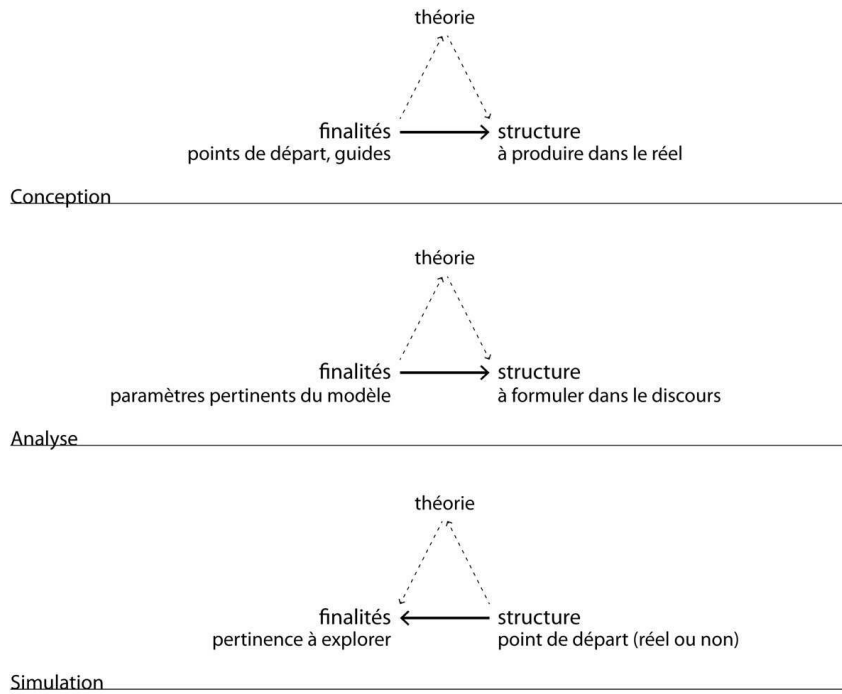 théorie
finalités structure
points de départ, guides à produire dans le réel
Conception
théorie
finalités structure
paramètres pertinents du modèle à formuler dans le discours
Analyse
théorie
finalités structure
pertinence à explorer point de départ (réel ou non)
Simulation